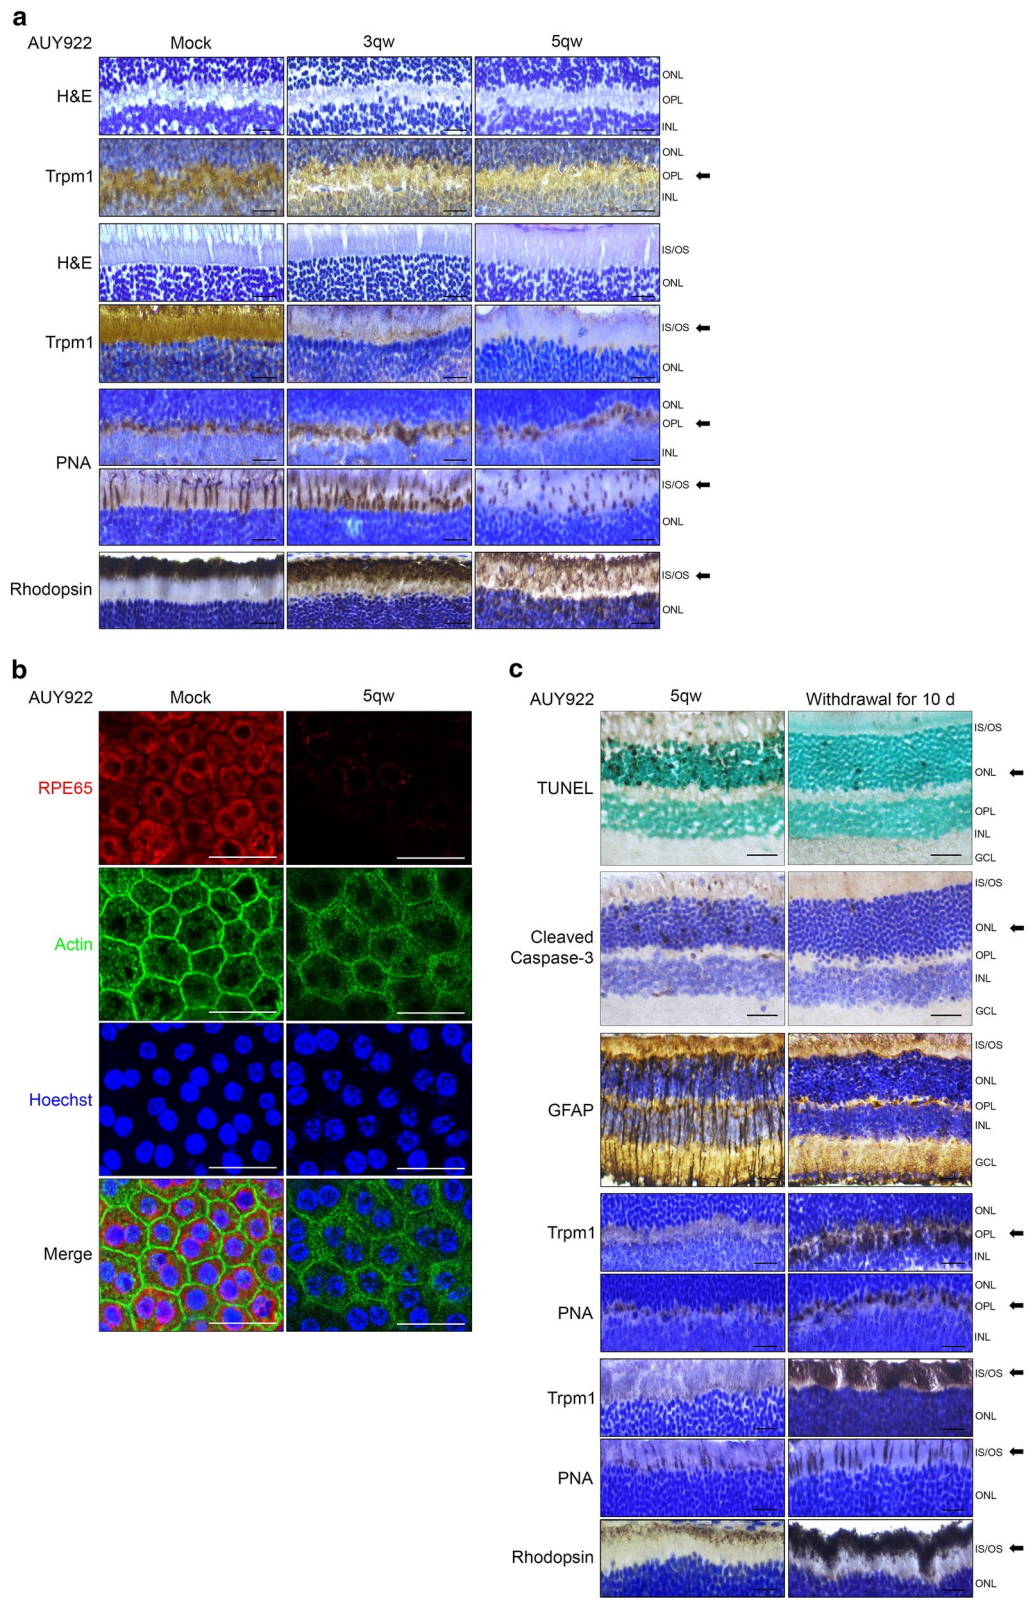 a
AUY922 Mock 3qw 5qw
H&E
ONL
OPL
INL
Trpm1
ONL
OPL
INL
H&E
IS/OS
ONL
Trpm1
IS/OS
ONL
PNA
ONL
OPL
INL
IS/OS
ONL
Rhodopsin
IS/OS
ONL
b
AUY922 Mock 5qw
RPE65
Actin
Hoechst
Merge
c
AUY922 5qw Withdrawal for 10 d
TUNEL
IS/OS
ONL
OPL
INL
GCL
Cleaved
Caspase-3
IS/OS
ONL
OPL
INL
GCL
GFAP
IS/OS
ONL
OPL
INL
GCL
Trpm1
ONL
OPL
INL
PNA
ONL
OPL
INL
Trpm1
IS/OS
ONL
PNA
IS/OS
ONL
Rhodopsin
IS/OS
ONL